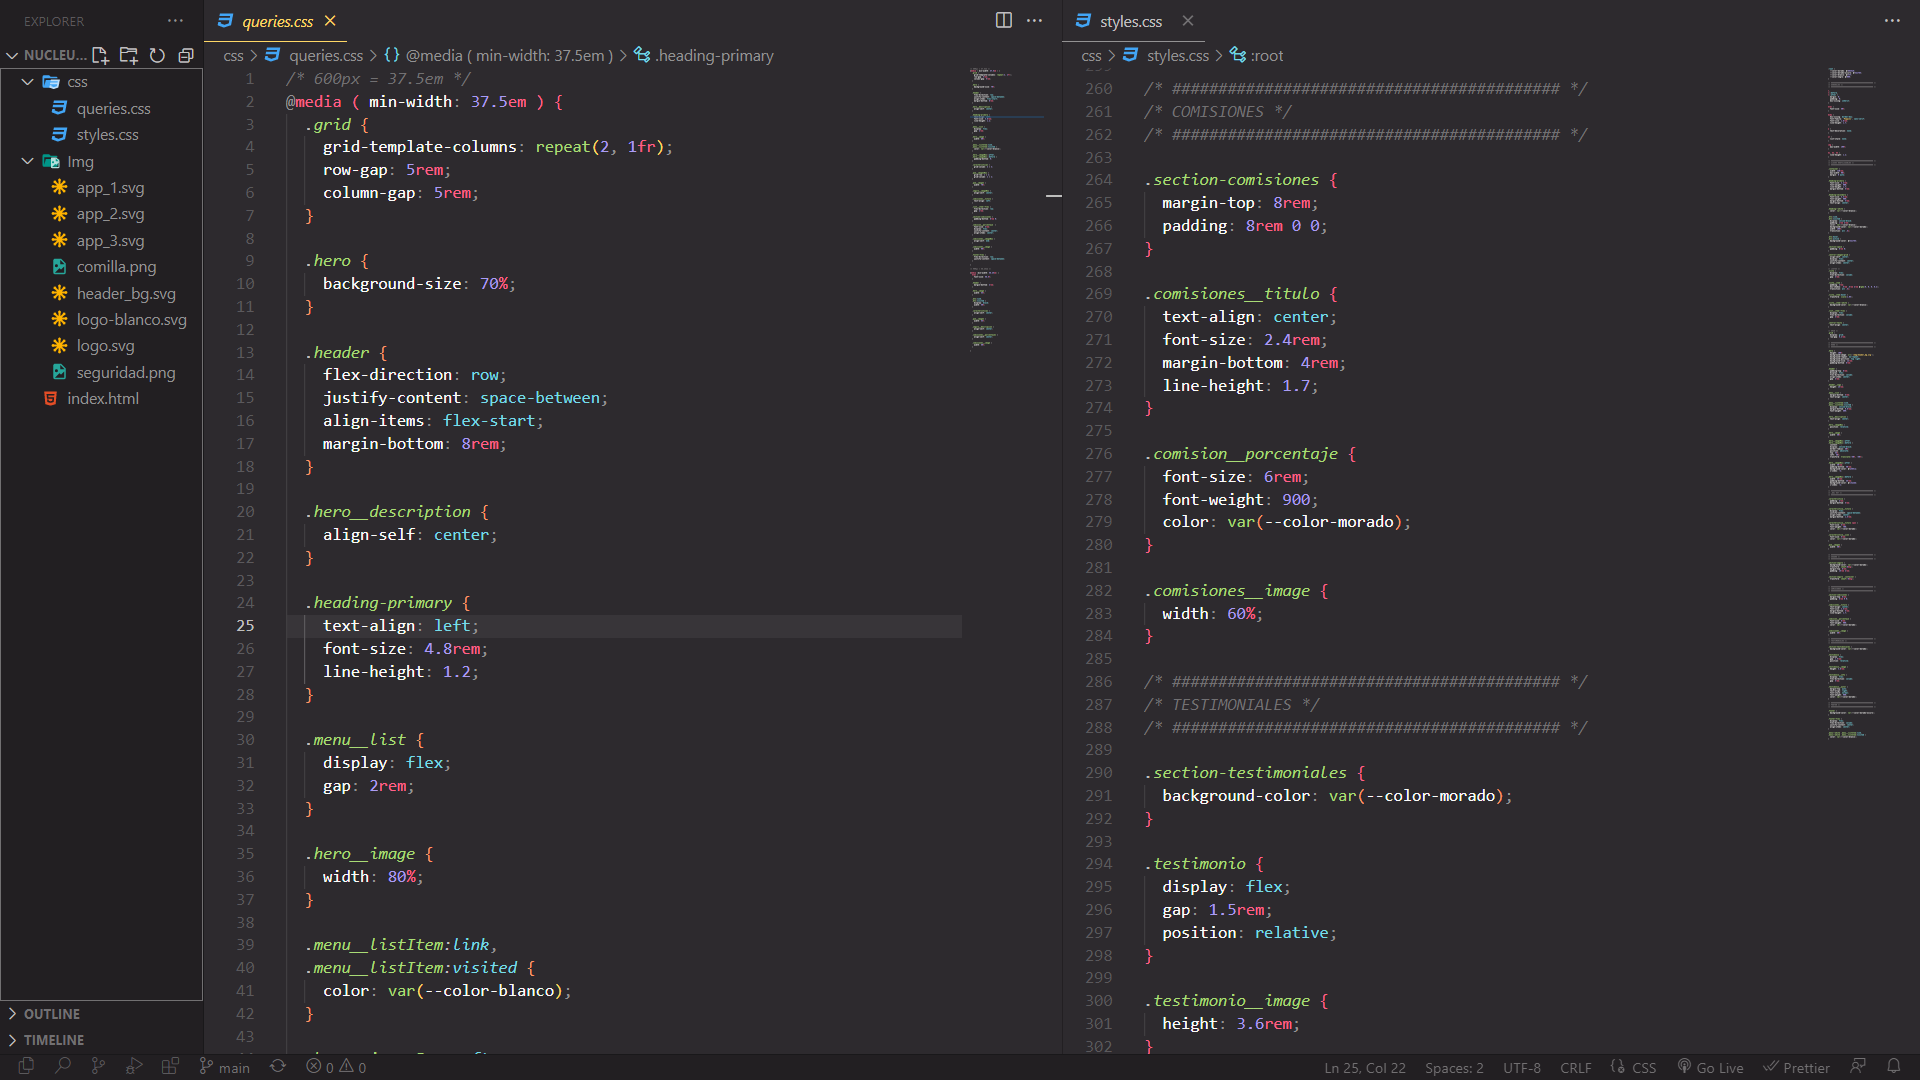 EXPLORER
NUCLEU...
css
queries.css
styles.css
Img
app_1.svg
app_2.svg
app_3.svg
comilla.png
header_bg.svg
logo-blanco.svg
logo.svg
seguridad.png
index.html
OUTLINE
TIMELINE
queries.css
css > queries.css > {} @media ( min-width: 37.5em ) > .heading-primary
1 /* 600px = 37.5em */
2 @media ( min-width: 37.5em ) {
3 .grid {
4 grid-template-columns: repeat(2, 1fr);
5 row-gap: 5rem;
6 column-gap: 5rem;
7 }
8
9 .hero {
10 background-size: 70%;
11 }
12
13 .header {
14 flex-direction: row;
15 justify-content: space-between;
16 align-items: flex-start;
17 margin-bottom: 8rem;
18 }
19
20 .hero__description {
21 align-self: center;
22 }
23
24 .heading-primary {
25 text-align: left;
26 font-size: 4.8rem;
27 line-height: 1.2;
28 }
29
30 .menu__list {
31 display: flex;
32 gap: 2rem;
33 }
34
35 .hero__image {
36 width: 80%;
37 }
38
39 .menu__listItem:link,
40 .menu__listItem:visited {
41 color: var(--color-blanco);
42 }
43
styles.css
css > styles.css > :root
260 /* ########################################## */
261 /* COMISIONES */
262 /* ########################################## */
263
264 .section-comisiones {
265 margin-top: 8rem;
266 padding: 8rem 0 0;
267 }
268
269 .comisiones__titulo {
270 text-align: center;
271 font-size: 2.4rem;
272 margin-bottom: 4rem;
273 line-height: 1.7;
274 }
275
276 .comision__porcentaje {
277 font-size: 6rem;
278 font-weight: 900;
279 color: var(--color-morado);
280 }
281
282 .comisiones__image {
283 width: 60%;
284 }
285
286 /* ########################################## */
287 /* TESTIMONIALES */
288 /* ########################################## */
289
290 .section-testimoniales {
291 background-color: var(--color-morado);
292 }
293
294 .testimonio {
295 display: flex;
296 gap: 1.5rem;
297 position: relative;
298 }
299
300 .testimonio__image {
301 height: 3.6rem;
302 }
main 0 0 Ln 25, Col 22 Spaces: 2 UTF-8 CRLF {} CSS Go Live Prettier